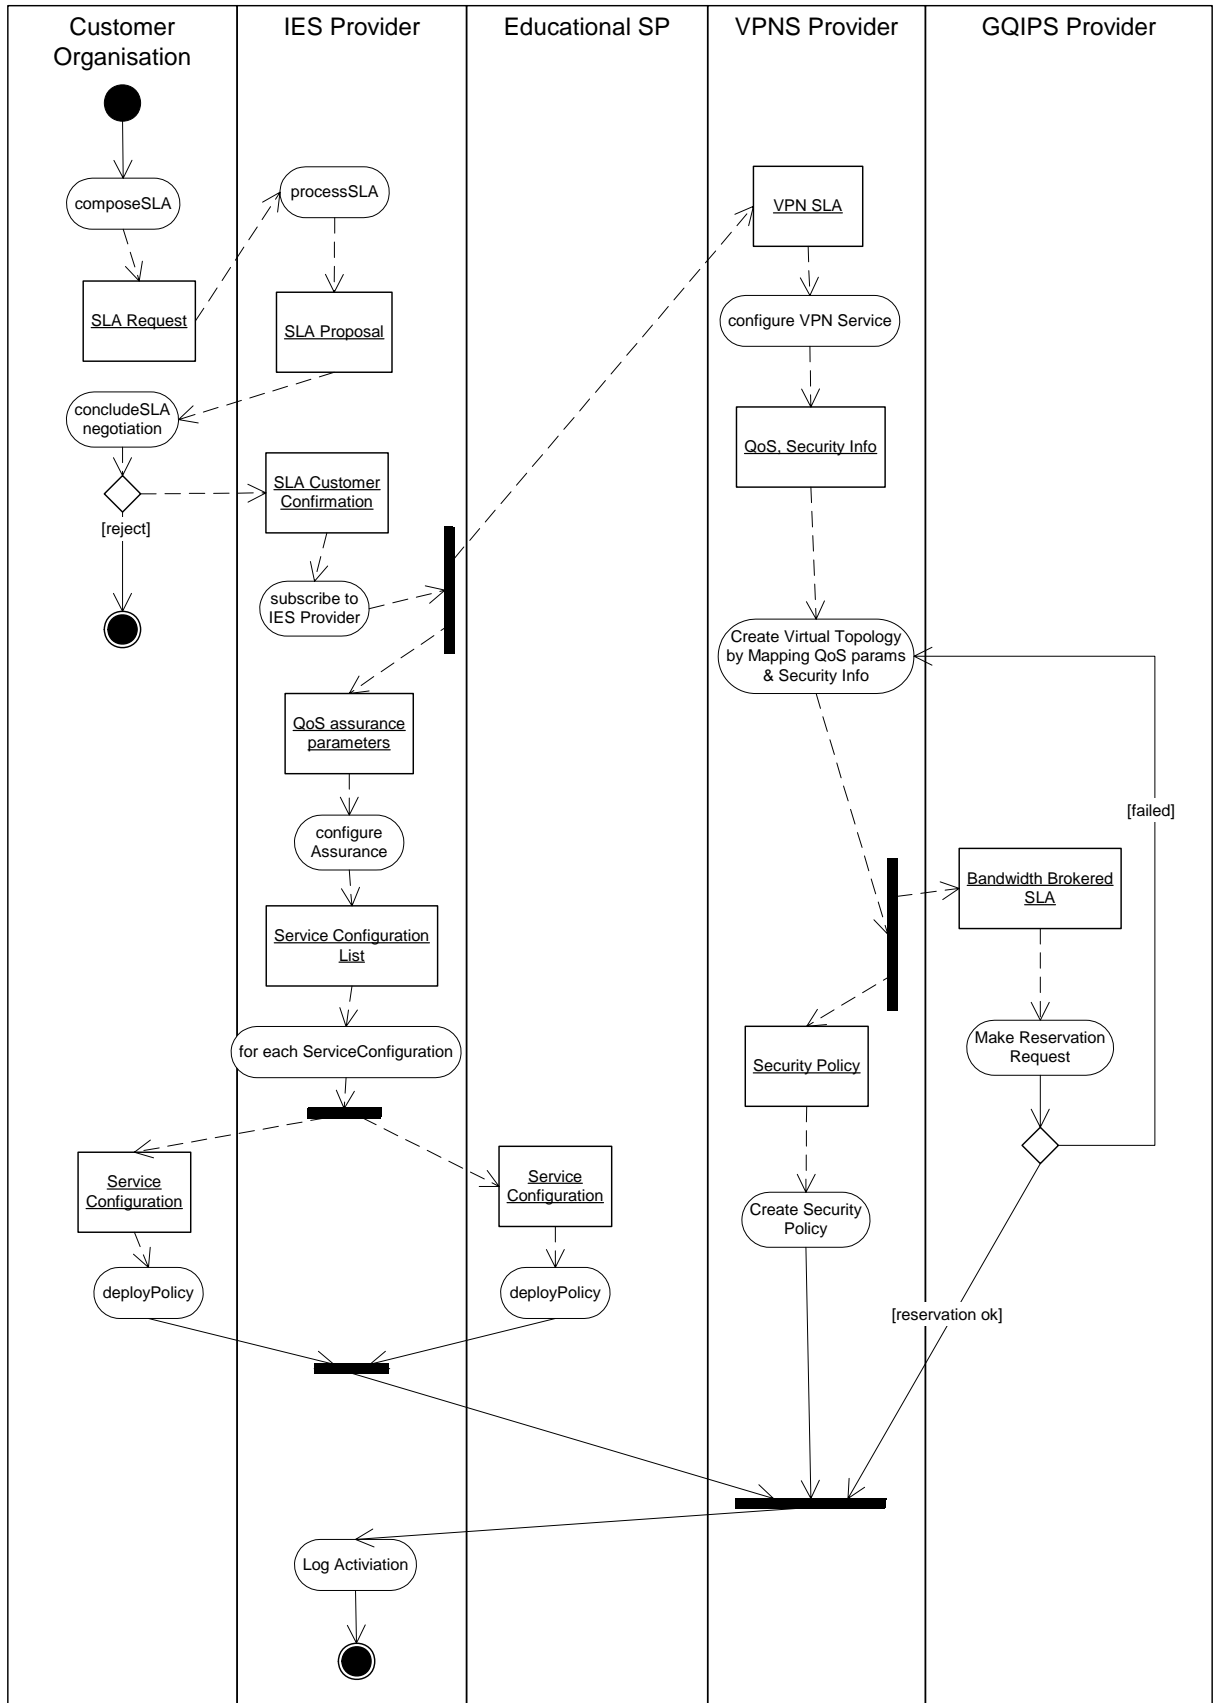 Customer
Organisation
IES Provider
Educational SP
VPNS Provider
GQIPS Provider
composeSLA
processSLA
VPN SLA
SLA Request
SLA Proposal
configure VPN Service
concludeSLA
negotiation
QoS, Security Info
SLA Customer
Confirmation
[reject]
subscribe to
IES Provider
Create Virtual Topology
by Mapping QoS params
& Security Info
QoS assurance
parameters
[failed]
configure
Assurance
Bandwidth Brokered
SLA
Service Configuration
List
for each ServiceConfiguration
Make Reservation
Request
Security Policy
Service
Configuration
Service
Configuration
Create Security
Policy
deployPolicy
deployPolicy
[reservation ok]
Log Activiation